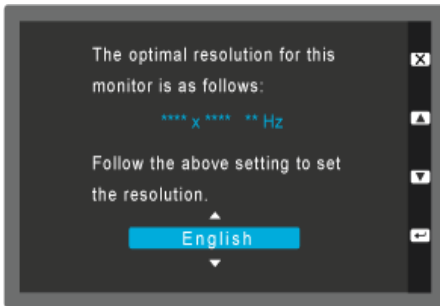 The optimal resolution for this
monitor is as follows:
**** x **** ** Hz
Follow the above setting to set
the resolution.
English